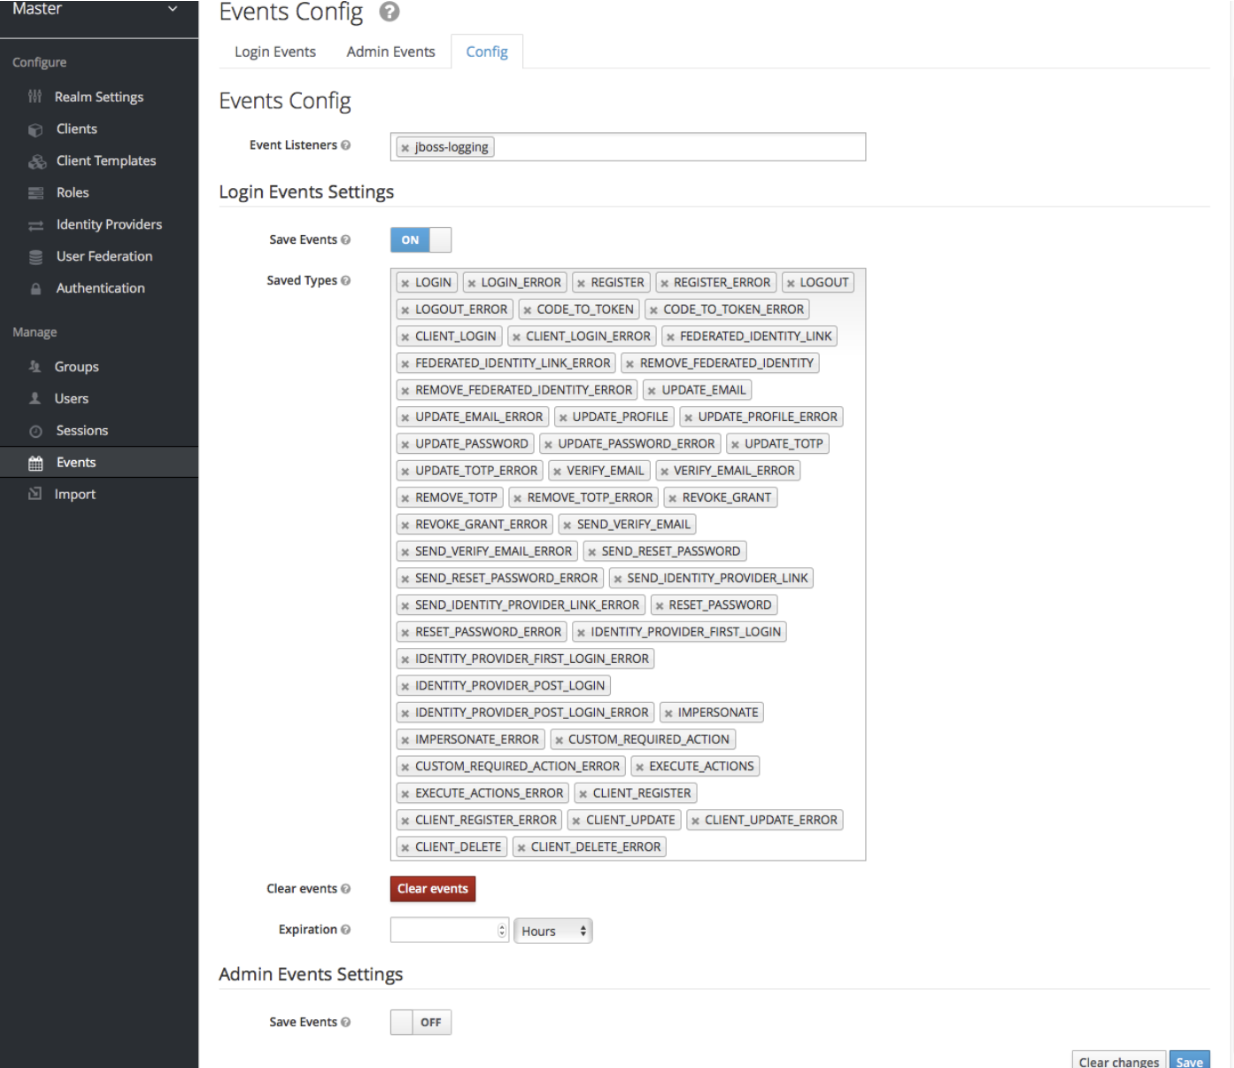 Master
Configure
Realm Settings
Clients
Client Templates
Roles
Identity Providers
User Federation
Authentication
Manage
Groups
Users
Sessions
Events
Import
Events Config
Login Events Admin Events Config
Events Config
Event Listeners × jboss-logging
Login Events Settings
Save Events ON
Saved Types × LOGIN × LOGIN_ERROR × REGISTER × REGISTER_ERROR × LOGOUT
× LOGOUT_ERROR × CODE_TO_TOKEN × CODE_TO_TOKEN_ERROR
× CLIENT_LOGIN × CLIENT_LOGIN_ERROR × FEDERATED_IDENTITY_LINK
× FEDERATED_IDENTITY_LINK_ERROR × REMOVE_FEDERATED_IDENTITY
× REMOVE_FEDERATED_IDENTITY_ERROR × UPDATE_EMAIL
× UPDATE_EMAIL_ERROR × UPDATE_PROFILE × UPDATE_PROFILE_ERROR
× UPDATE_PASSWORD × UPDATE_PASSWORD_ERROR × UPDATE_TOTP
× UPDATE_TOTP_ERROR × VERIFY_EMAIL × VERIFY_EMAIL_ERROR
× REMOVE_TOTP × REMOVE_TOTP_ERROR × REVOKE_GRANT
× REVOKE_GRANT_ERROR × SEND_VERIFY_EMAIL
× SEND_VERIFY_EMAIL_ERROR × SEND_RESET_PASSWORD
× SEND_RESET_PASSWORD_ERROR × SEND_IDENTITY_PROVIDER_LINK
× SEND_IDENTITY_PROVIDER_LINK_ERROR × RESET_PASSWORD
× RESET_PASSWORD_ERROR × IDENTITY_PROVIDER_FIRST_LOGIN
× IDENTITY_PROVIDER_FIRST_LOGIN_ERROR
× IDENTITY_PROVIDER_POST_LOGIN
× IDENTITY_PROVIDER_POST_LOGIN_ERROR × IMPERSONATE
× IMPERSONATE_ERROR × CUSTOM_REQUIRED_ACTION
× CUSTOM_REQUIRED_ACTION_ERROR × EXECUTE_ACTIONS
× EXECUTE_ACTIONS_ERROR × CLIENT_REGISTER
× CLIENT_REGISTER_ERROR × CLIENT_UPDATE × CLIENT_UPDATE_ERROR
× CLIENT_DELETE × CLIENT_DELETE_ERROR
Clear events Clear events
Expiration Hours
Admin Events Settings
Save Events OFF
Clear changes Save